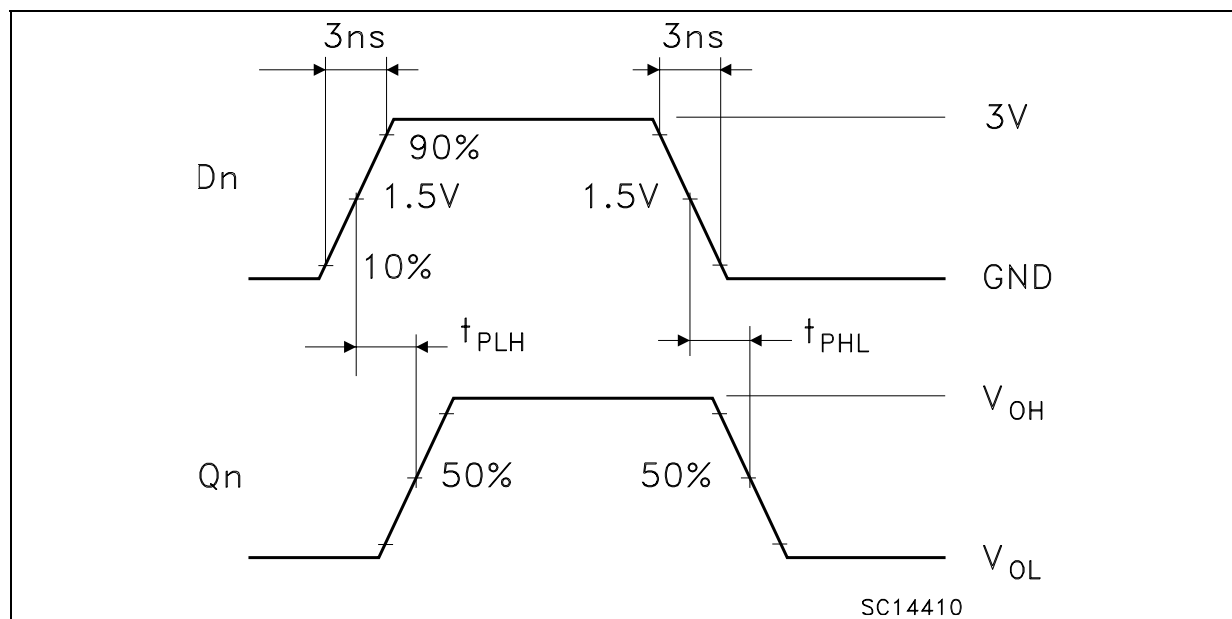 3ns 3ns
3V
90%
Dn
1.5V 1.5V
10%
GND
tPLH tPHL
VOH
Qn 50% 50%
VOL
SC14410